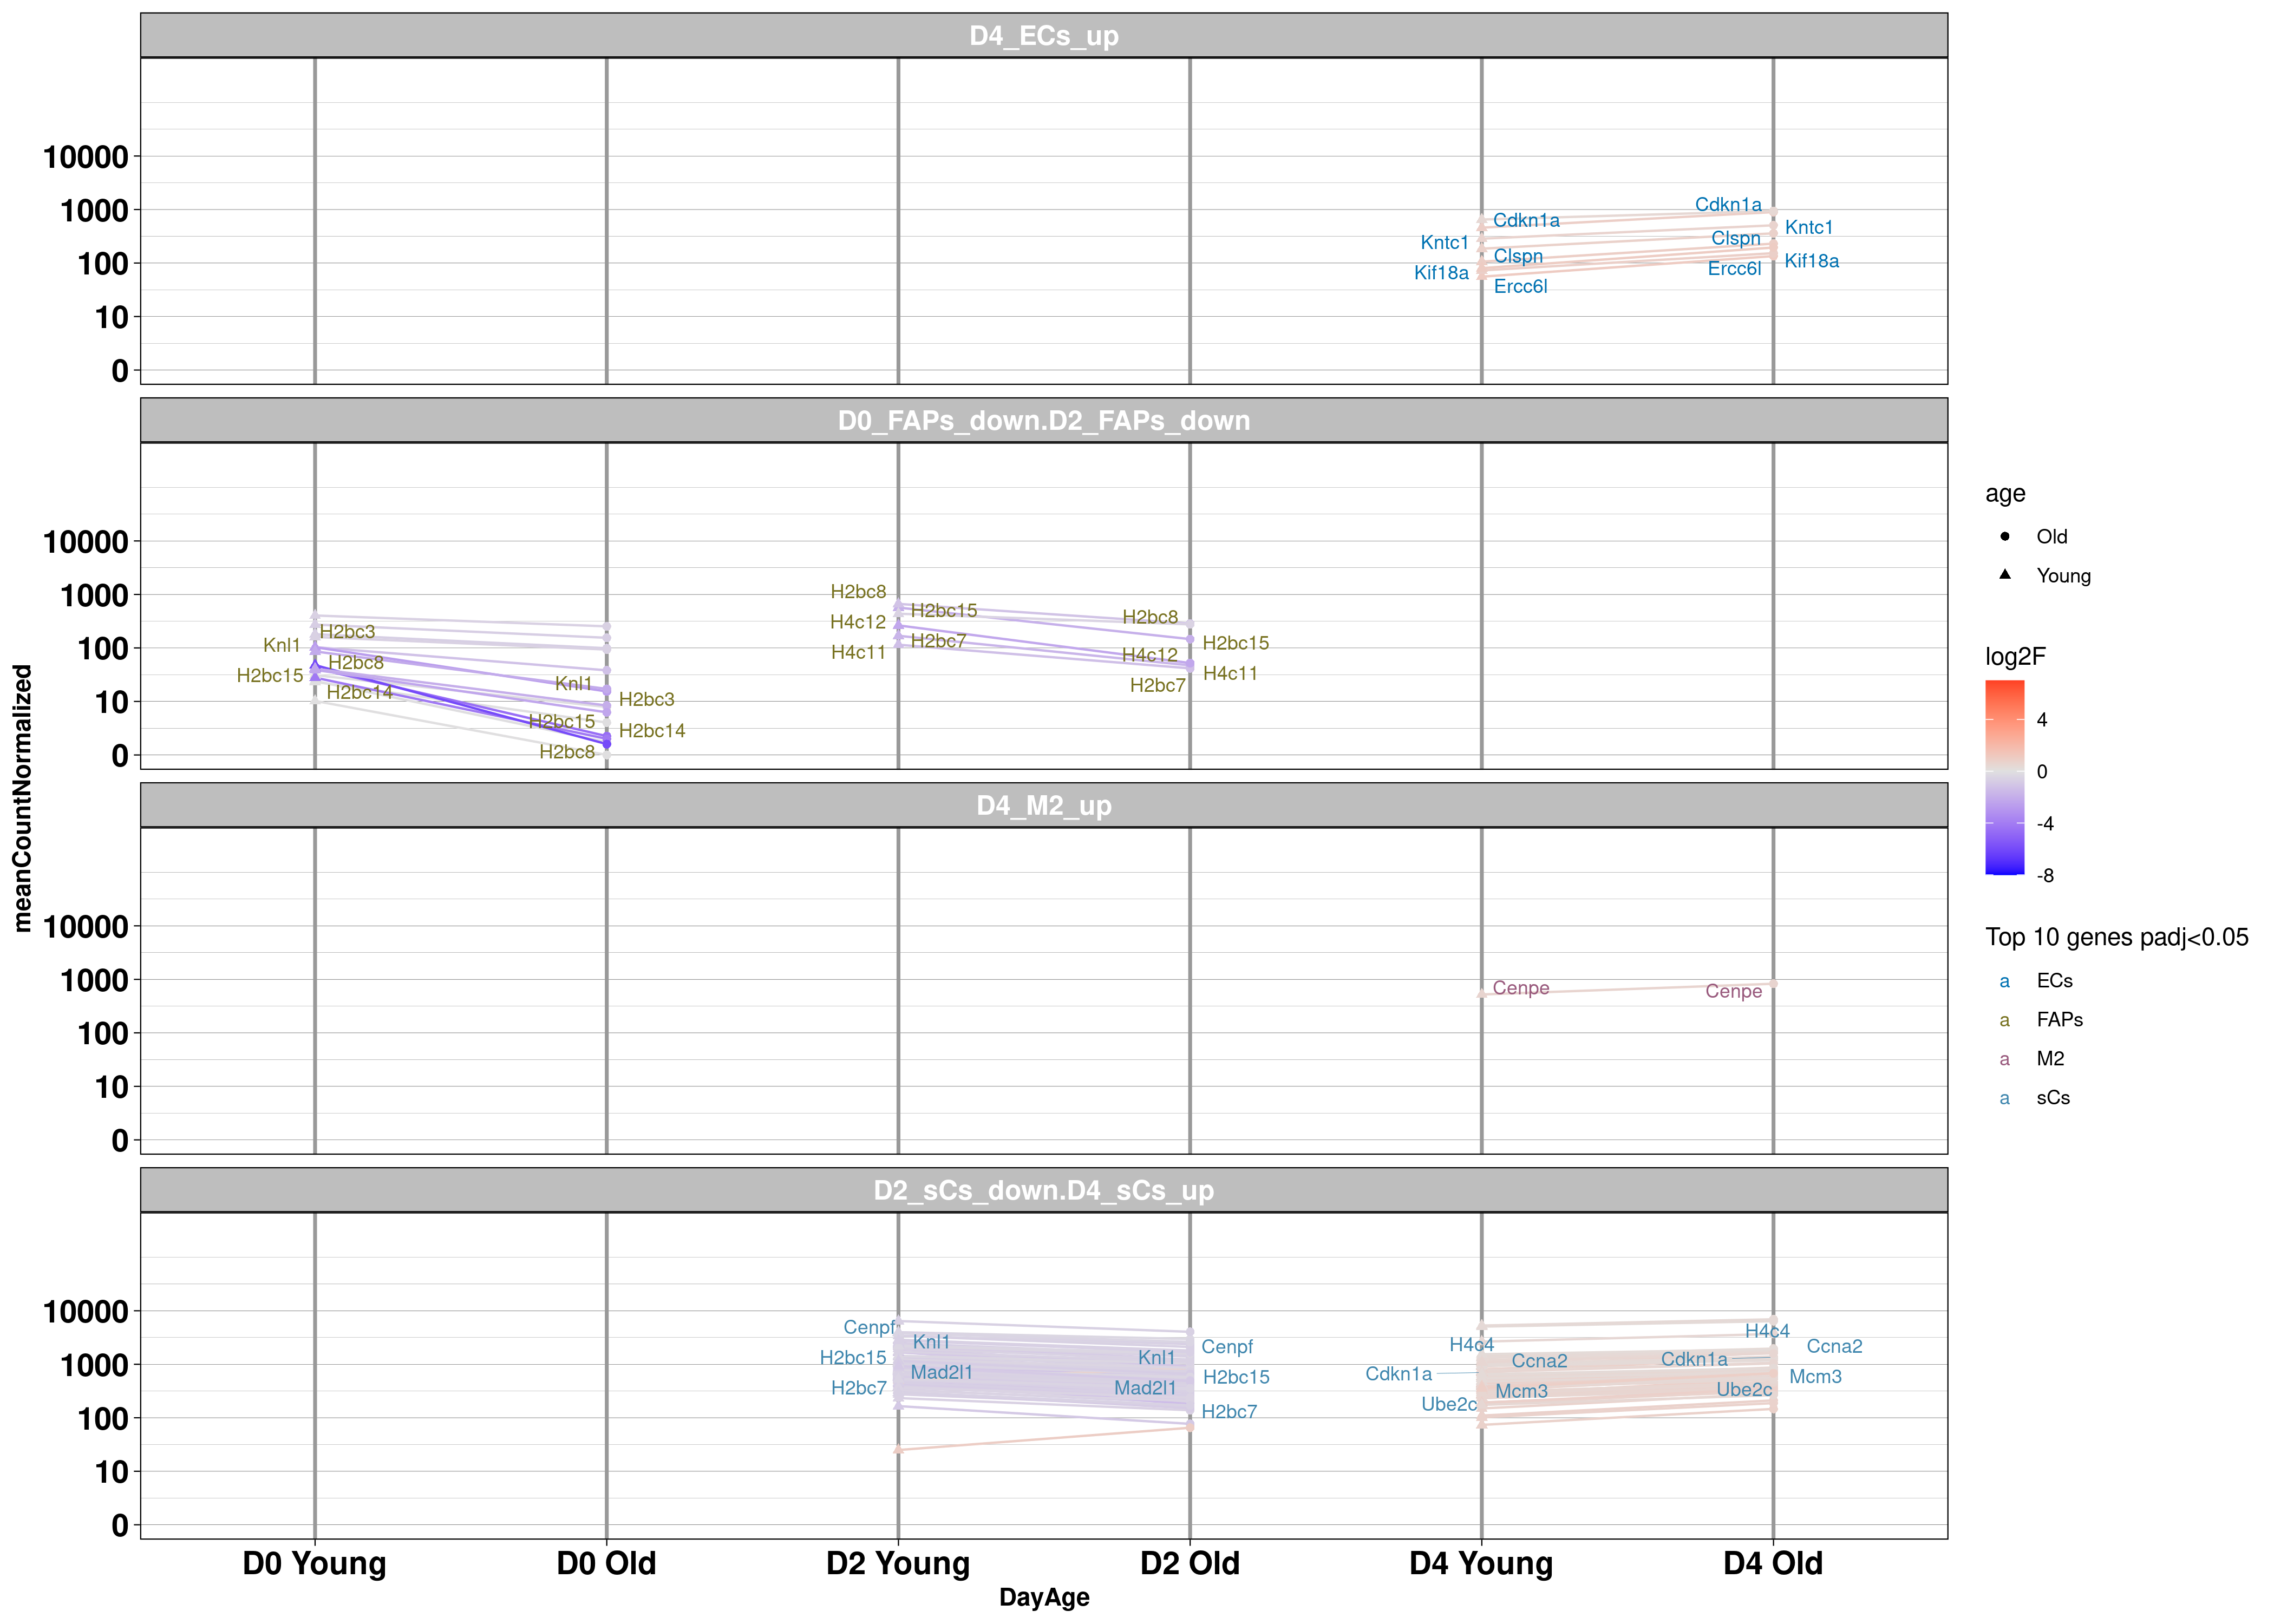 D4_ECs_up
10000
1000
100
10
0
Cdkn1a
Cdkn1a
Kntc1
Kntc1
Clspn
Clspn
Kif18a
Kif18a
Ercc6l
Ercc6l
D0_FAPs_down.D2_FAPs_down
10000
1000
100
10
0
H2bc3
Knl1
H2bc8
H2bc15
H2bc14
Knl1
H2bc3
H2bc15
H2bc14
H2bc8
H2bc8
H2bc15
H4c12
H2bc7
H4c11
H2bc8
H2bc15
H4c12
H4c11
H2bc7
D4_M2_up
10000
1000
100
10
0
Cenpe
Cenpe
D2_sCs_down.D4_sCs_up
10000
1000
100
10
0
Cenpf
Knl1
H2bc15
Mad2l1
H2bc7
Cenpf
Knl1
H2bc15
Mad2l1
H2bc7
H4c4
Ccna2
Cdkn1a
Mcm3
Ube2c
H4c4
Ccna2
Cdkn1a
Mcm3
Ube2c
D0 Young
D0 Old
D2 Young
D2 Old
D4 Young
D4 Old
DayAge
meanCountNormalized
age
Old
Young
log2F
4
0
-4
-8
Top 10 genes padj<0.05
a ECs
a FAPs
a M2
a sCs